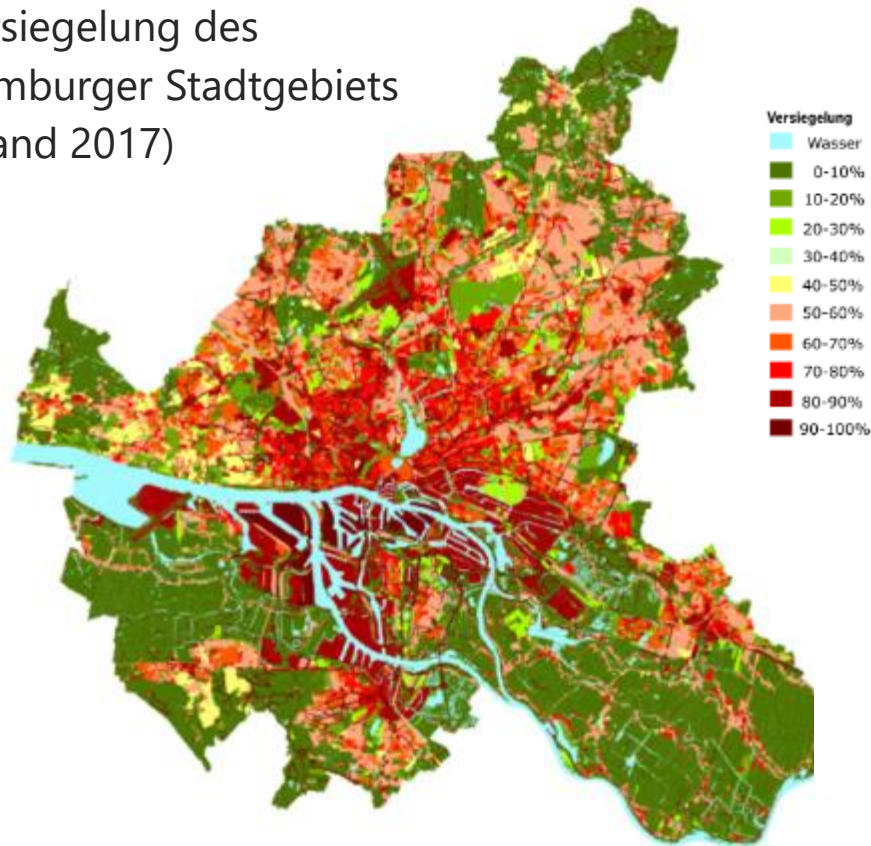 rsiegelung des
mburger Stadtgebiets
and 2017)
Versiegelung
Wasser
0-10%
10-20%
20-30%
30-40%
40-50%
50-60%
60-70%
70-80%
80-90%
90-100%